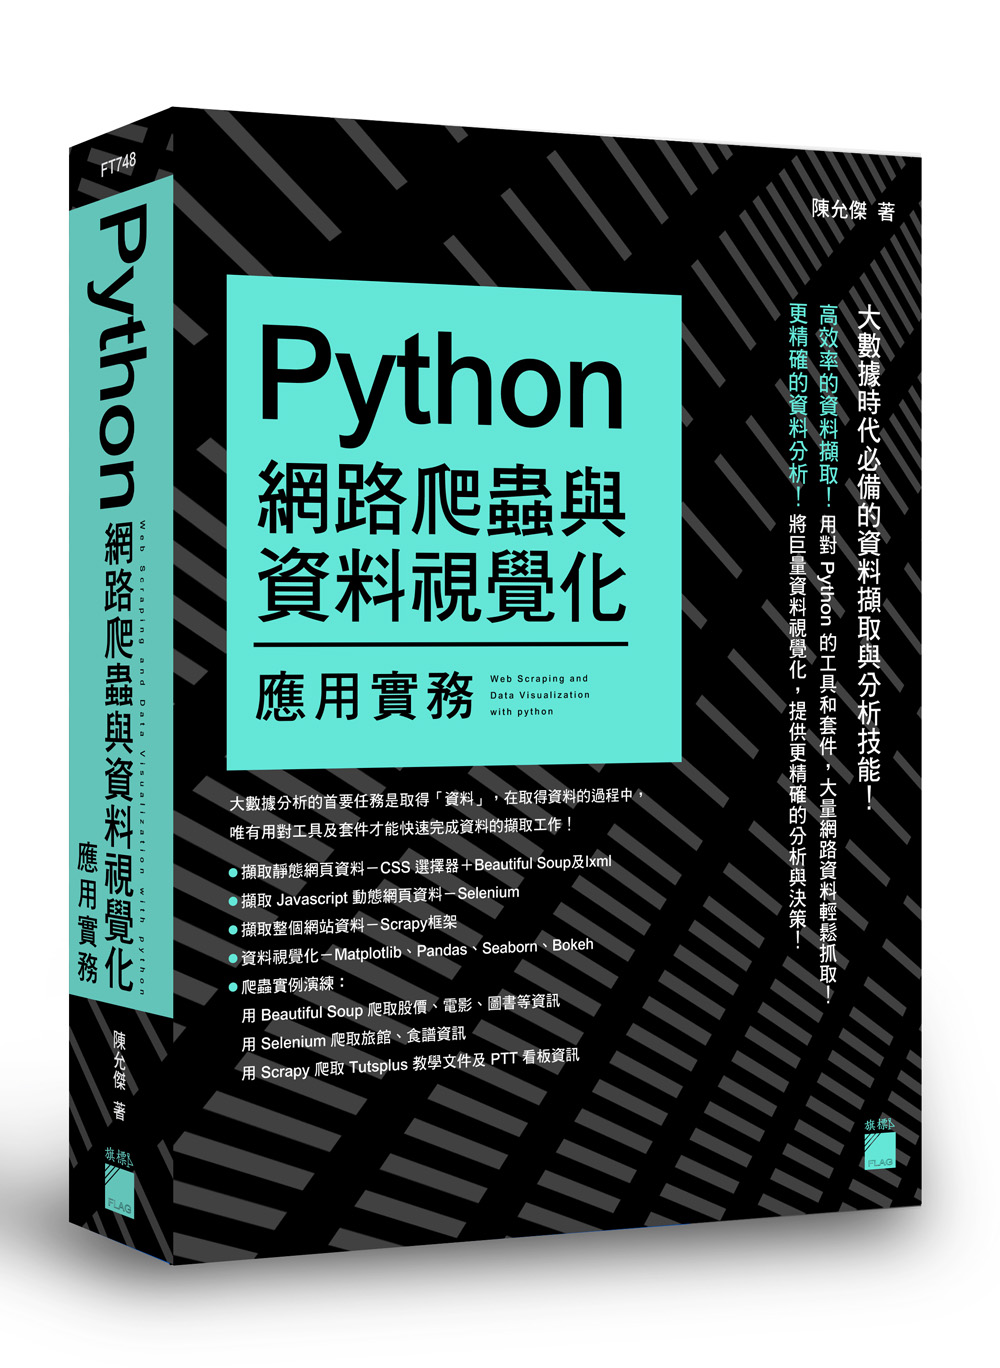 FT748
Python
網路爬蟲與資料視覺化
應用實務
Web Scraping and Data Visualization with python
陳允傑 著
旗標
FLAG
陳允傑 著
大數據時代必備的資料擷取與分析技能！
高效率的資料擷取！用對 Python 的工具和套件，大量網路資料輕鬆抓取！
更精確的資料分析！將巨量資料視覺化，提供更精確的分析與決策！
Python
網路爬蟲與
資料視覺化
應用實務
Web Scraping and
Data Visualization
with python
大數據分析的首要任務是取得「資料」，在取得資料的過程中，
唯有用對工具及套件才能快速完成資料的擷取工作！
●擷取靜態網頁資料－CSS 選擇器＋Beautiful Soup及lxml
●擷取 Javascript 動態網頁資料－Selenium
●擷取整個網站資料－Scrapy框架
●資料視覺化－Matplotlib、Pandas、Seaborn、Bokeh
●爬蟲實例演練：
用 Beautiful Soup 爬取股價、電影、圖書等資訊
用 Selenium 爬取旅館、食譜資訊
用 Scrapy 爬取 Tutsplus 教學文件及 PTT 看板資訊
旗標
FLAG